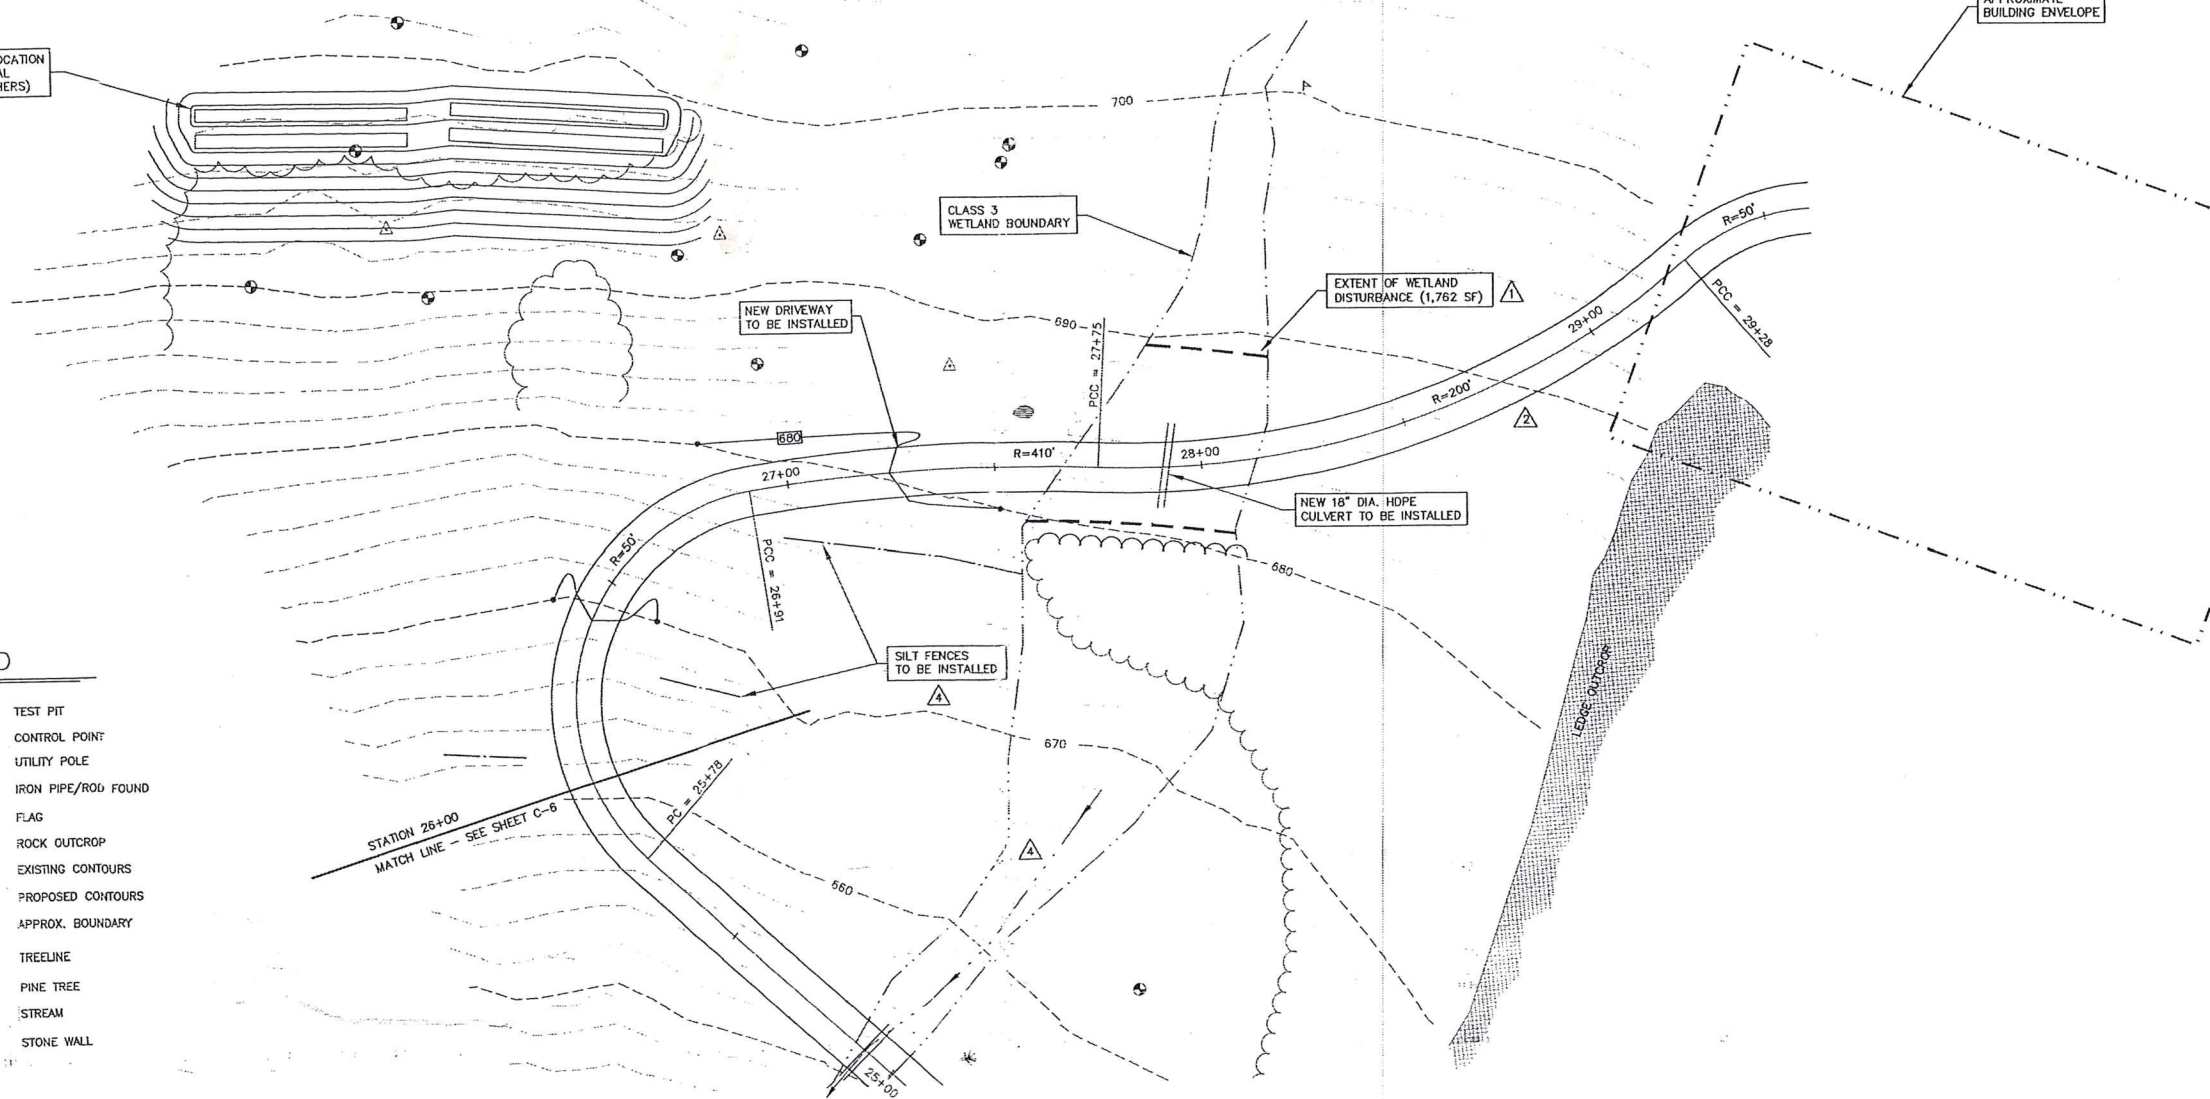 BUILDING ENVELOPE
700
CLASS 3
WETLAND BOUNDARY
R=50'
PCC = 29+28
EXTENT OF WETLAND
DISTURBANCE (1,762 SF)
1
NEW DRIVEWAY
TO BE INSTALLED
690
PCC = 27+75
29+00
R=200'
2
680
R=410'
27+00
28+00
NEW 18" DIA. HDPE
CULVERT TO BE INSTALLED
R=50'
PCC = 26+91
680
SILT FENCES
TO BE INSTALLED
4
LEDGE OUTCROP
TEST PIT
CONTROL POINT
UTILITY POLE
IRON PIPE/ROD FOUND
FLAG
ROCK OUTCROP
EXISTING CONTOURS
PROPOSED CONTOURS
APPROX. BOUNDARY
TREELINE
PINE TREE
STREAM
STONE WALL
670
PC = 25+78
STATION 26+00
MATCH LINE - SEE SHEET C-6
4
660
25+00